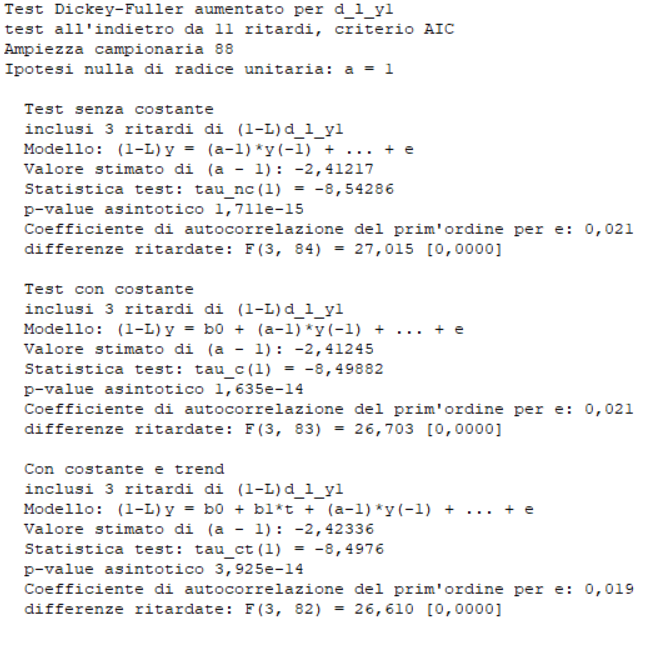 Test Dickey-Fuller aumentato per d_l_y1
test all'indietro da 11 ritardi, criterio AIC
Ampiezza campionaria 88
Ipotesi nulla di radice unitaria: a = 1
Test senza costante
inclusi 3 ritardi di (1-L)d_l_y1
Modello: (1-L)y = (a-1)*y(-1) + ... + e
Valore stimato di (a - 1): -2,41217
Statistica test: tau_nc(1) = -8,54286
p-value asintotico 1,711e-15
Coefficiente di autocorrelazione del prim'ordine per e: 0,021
differenze ritardate: F(3, 84) = 27,015 [0,0000]
Test con costante
inclusi 3 ritardi di (1-L)d_l_y1
Modello: (1-L)y = b0 + (a-1)*y(-1) + ... + e
Valore stimato di (a - 1): -2,41245
Statistica test: tau_c(1) = -8,49882
p-value asintotico 1,635e-14
Coefficiente di autocorrelazione del prim'ordine per e: 0,021
differenze ritardate: F(3, 83) = 26,703 [0,0000]
Con costante e trend
inclusi 3 ritardi di (1-L)d_l_y1
Modello: (1-L)y = b0 + b1*t + (a-1)*y(-1) + ... + e
Valore stimato di (a - 1): -2,42336
Statistica test: tau_ct(1) = -8,4976
p-value asintotico 3,925e-14
Coefficiente di autocorrelazione del prim'ordine per e: 0,019
differenze ritardate: F(3, 82) = 26,610 [0,0000]